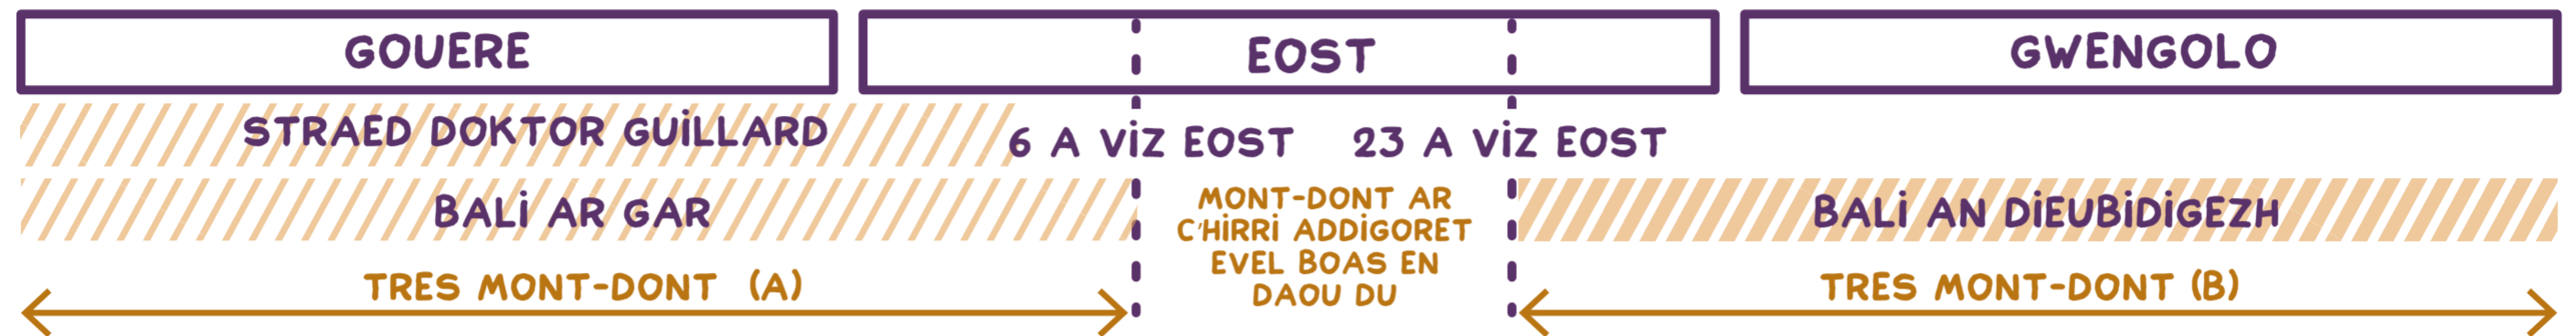 GOUERE
EOST
GWENGOLO
STRAED DOKTOR GUILLARD
6 A VIZ EOST
23 A VIZ EOST
BALI AR GAR
MONT-DONT AR
C'HIRRI ADDIGORET
EVEL BOAS EN
DAOU DU
BALI AN DIEUBIDIGEZH
TRES MONT-DONT (A)
TRES MONT-DONT (B)